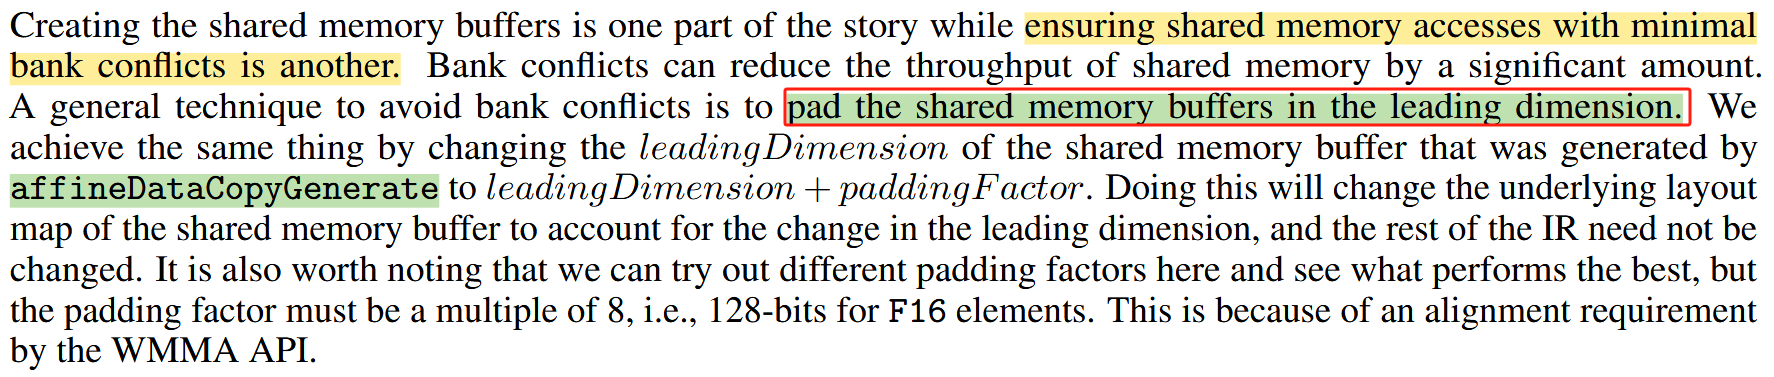 Creating the shared memory buffers is one part of the story while ensuring shared memory accesses with minimal
bank conflicts is another. Bank conflicts can reduce the throughput of shared memory by a significant amount.
A general technique to avoid bank conflicts is to pad the shared memory buffers in the leading dimension. We
achieve the same thing by changing the leadingDimension of the shared memory buffer that was generated by
affineDataCopyGenerate to leadingDimension + paddingFactor. Doing this will change the underlying layout
map of the shared memory buffer to account for the change in the leading dimension, and the rest of the IR need not be
changed. It is also worth noting that we can try out different padding factors here and see what performs the best, but
the padding factor must be a multiple of 8, i.e., 128-bits for F16 elements. This is because of an alignment requirement
by the WMMA API.